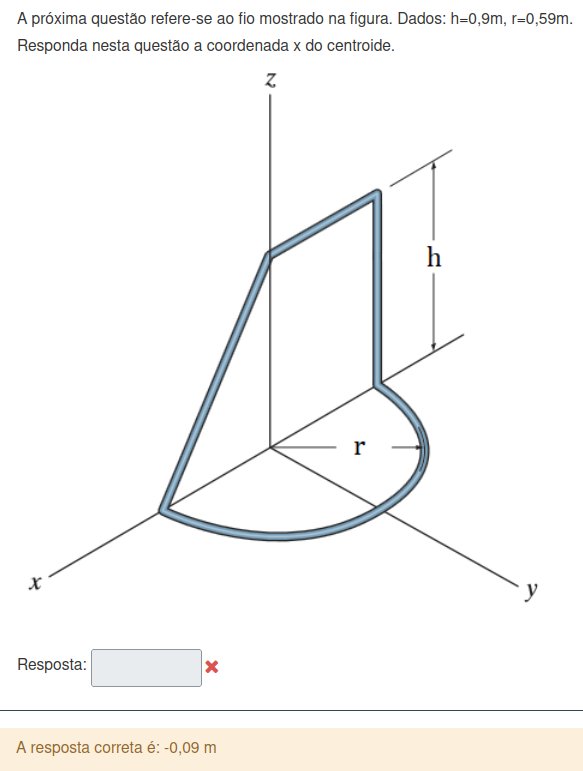 A próxima questão refere-se ao fio mostrado na figura. Dados: h=0,9m, r=0,59m.
Responda nesta questão a coordenada x do centroide.
z
h
r
x
y
Resposta:
A resposta correta é: -0,09 m